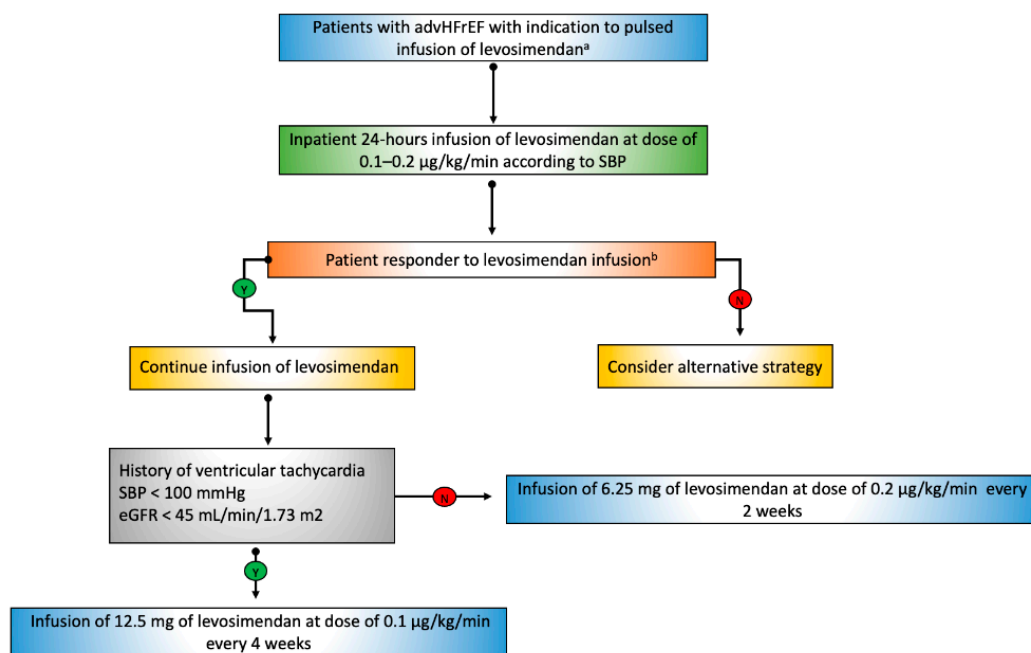 Patients with advHFrEF with indication to pulsed
infusion of levosimendanᵃ
Inpatient 24-hours infusion of levosimendan at dose of
0.1–0.2 µg/kg/min according to SBP
Patient responder to levosimendan infusionᵇ
Y
N
Continue infusion of levosimendan
Consider alternative strategy
History of ventricular tachycardia
SBP < 100 mmHg
eGFR < 45 mL/min/1.73 m2
N
Infusion of 6.25 mg of levosimendan at dose of 0.2 µg/kg/min every
2 weeks
Y
Infusion of 12.5 mg of levosimendan at dose of 0.1 µg/kg/min
every 4 weeks